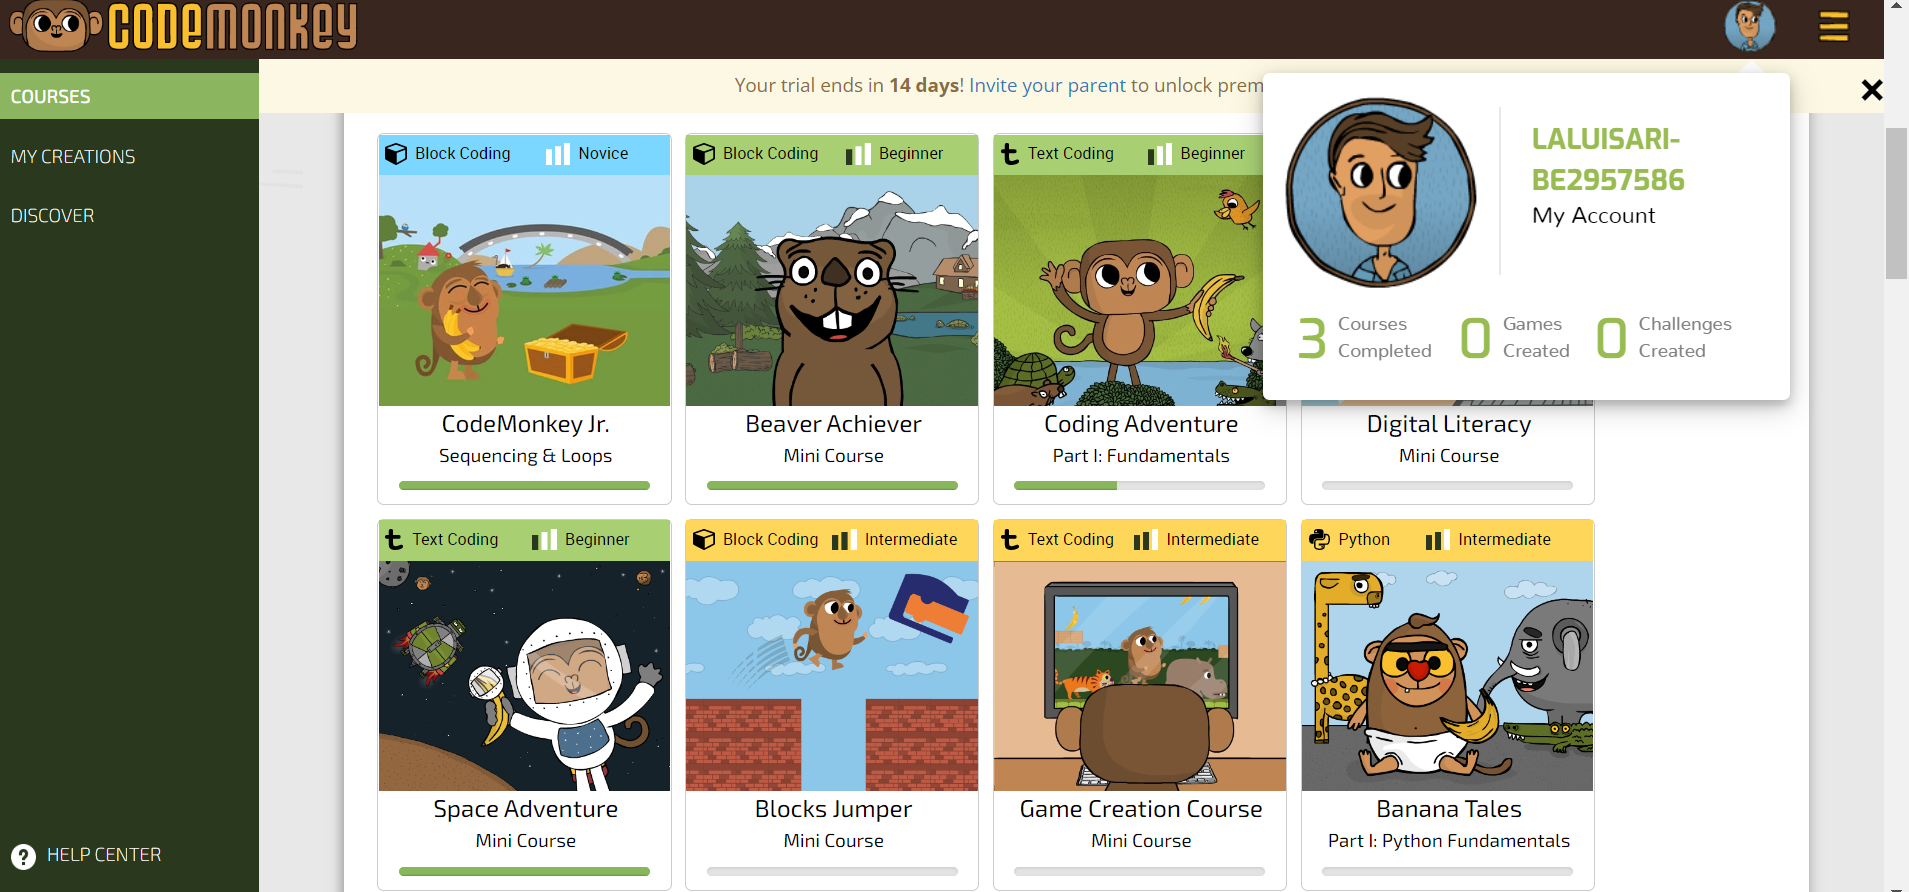 CODEMONKEY
COURSES
MY CREATIONS
DISCOVER
HELP CENTER
Your trial ends in 14 days! Invite your parent to unlock
LALUISARI-
BE2957586
My Account
3 Courses Completed
0 Games Created
0 Challenges Created
Block Coding Novice
CodeMonkey Jr.
Sequencing & Loops
Block Coding Beginner
Beaver Achiever
Mini Course
Text Coding Beginner
Coding Adventure
Part I: Fundamentals
Digital Literacy
Mini Course
Text Coding Beginner
Space Adventure
Mini Course
Block Coding Intermediate
Blocks Jumper
Mini Course
Text Coding Intermediate
Game Creation Course
Mini Course
Python Intermediate
Banana Tales
Part I: Python Fundamentals